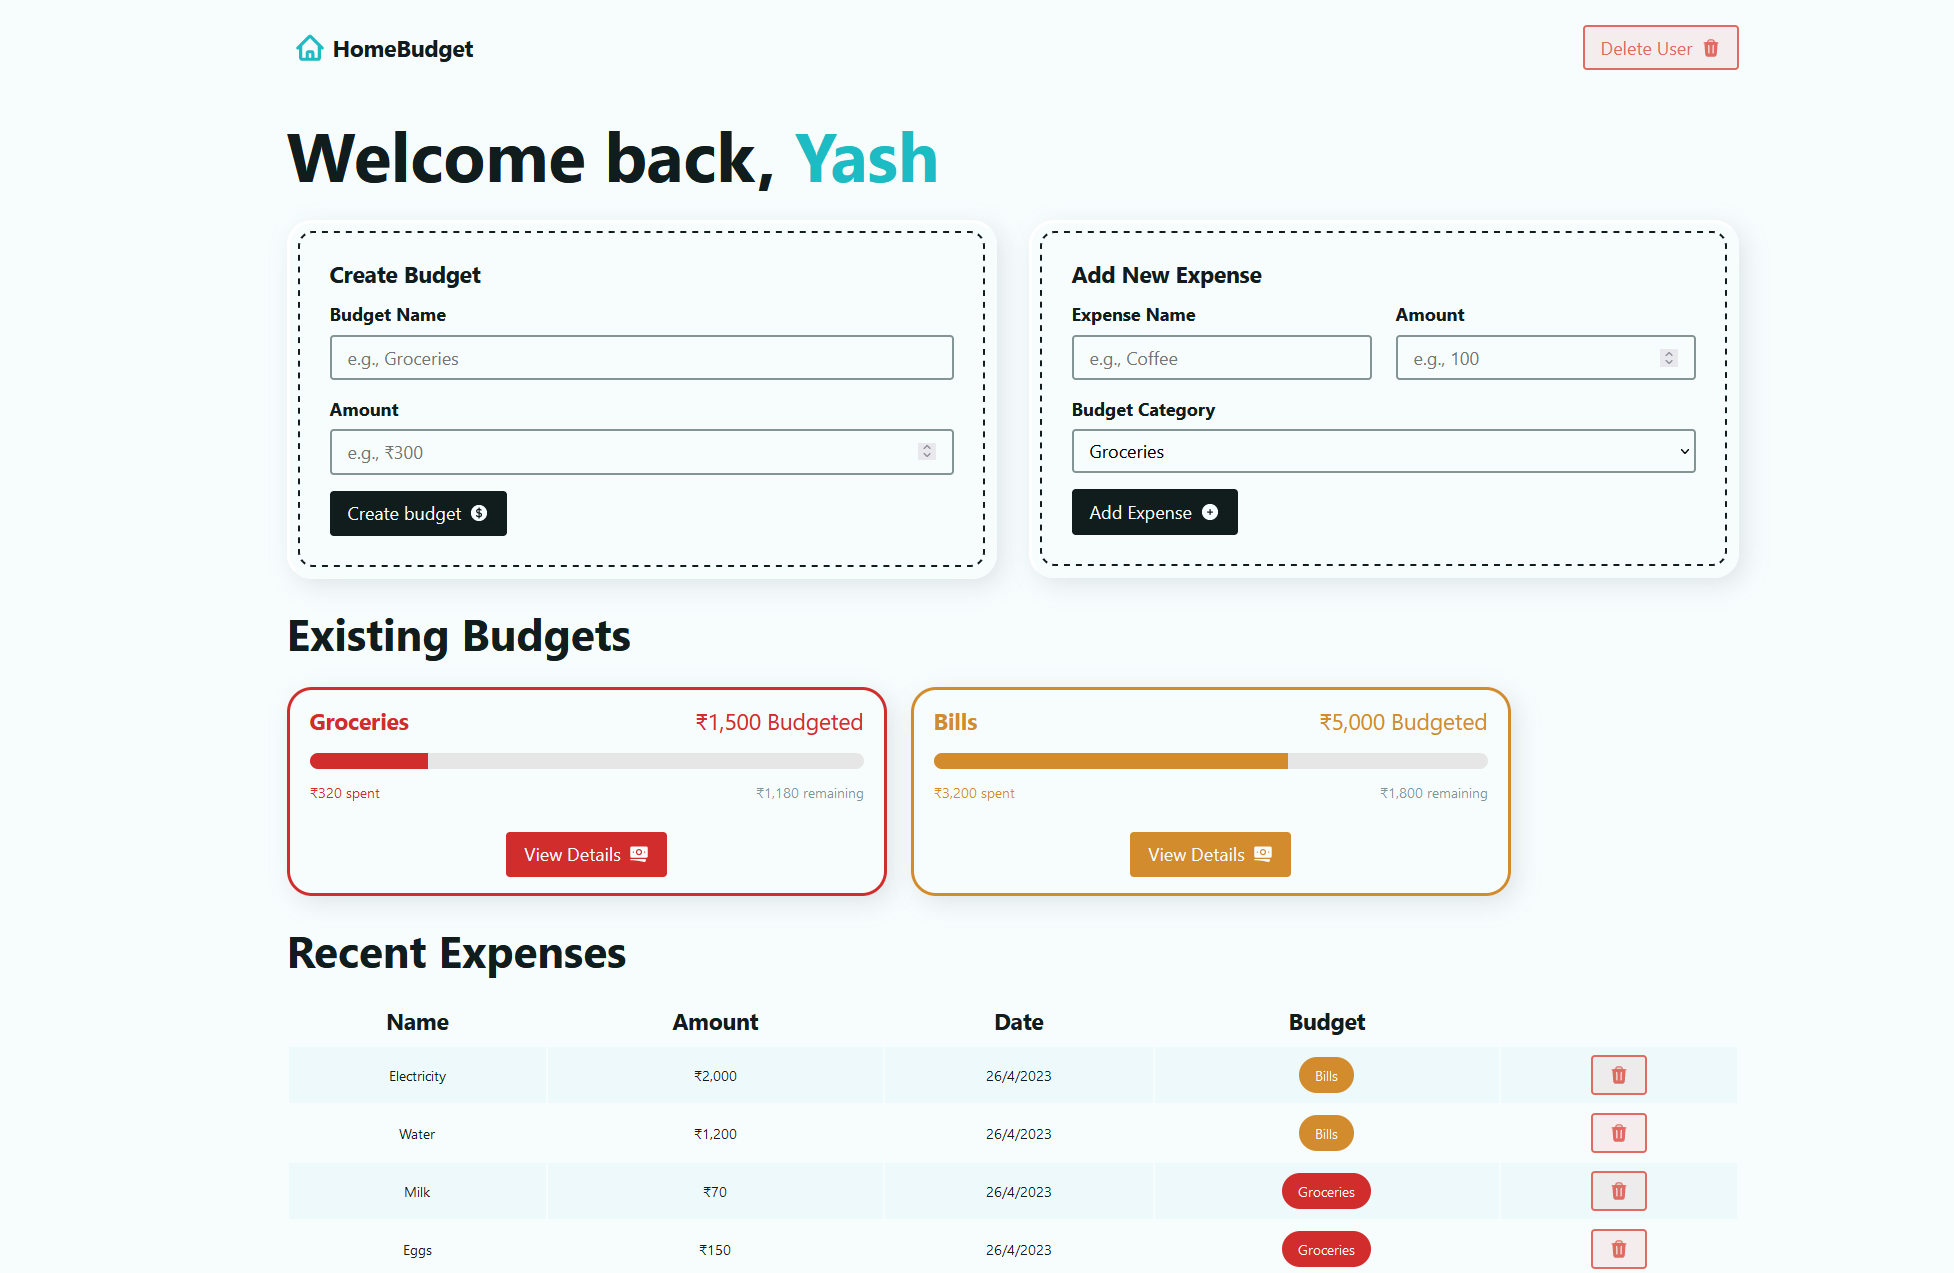 HomeBudget
Delete User
Welcome back, Yash
Create Budget
Budget Name
e.g., Groceries
Amount
e.g., ₹300
Create budget
Add New Expense
Expense Name Amount
e.g., Coffee e.g., 100
Budget Category
Groceries
Add Expense
Existing Budgets
Groceries ₹1,500 Budgeted
₹320 spent ₹1,180 remaining
View Details
Bills ₹5,000 Budgeted
₹3,200 spent ₹1,800 remaining
View Details
Recent Expenses
Name Amount Date Budget
Electricity ₹2,000 26/4/2023 Bills
Water ₹1,200 26/4/2023 Bills
Milk ₹70 26/4/2023 Groceries
Eggs ₹150 26/4/2023 Groceries